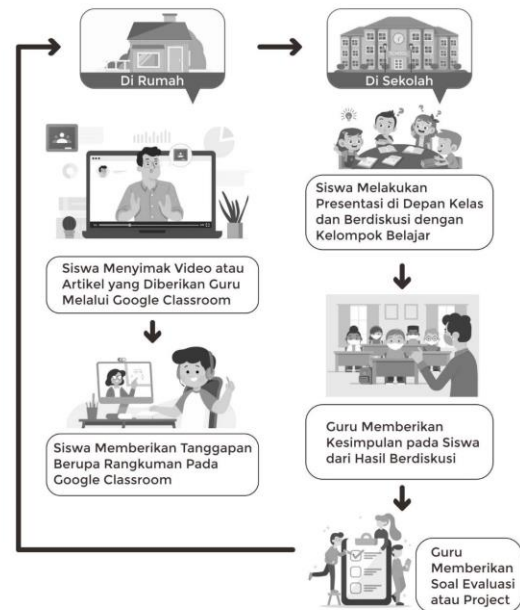 Di Rumah
Di Sekolah
Siswa Menyimak Video atau
Artikel yang Diberikan Guru
Melalui Google Classroom
Siswa Memberikan Tanggapan
Berupa Rangkuman Pada
Google Classroom
Siswa Melakukan
Presentasi di Depan Kelas
dan Berdiskusi dengan
Kelompok Belajar
Guru Memberikan
Kesimpulan pada Siswa
dari Hasil Berdiskusi
Guru
Memberikan
Soal Evaluasi
atau Project